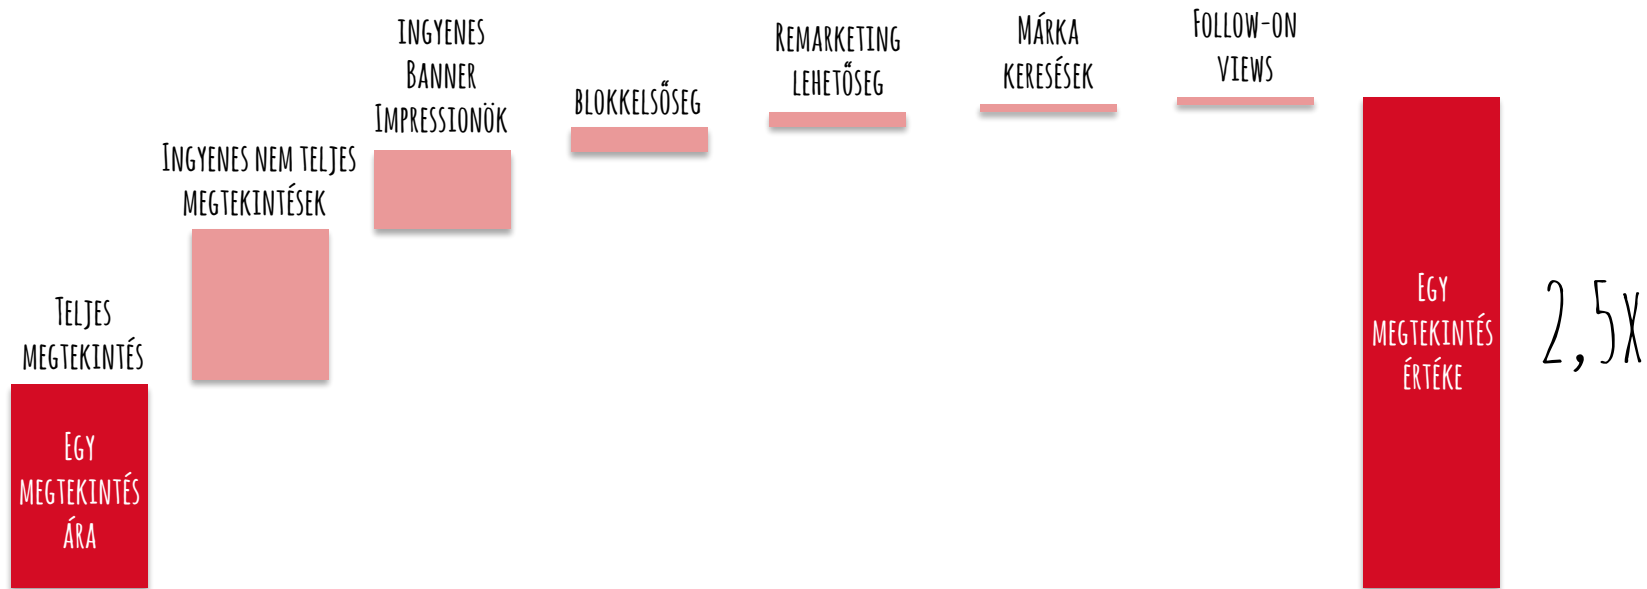 Teljes
megtekintés
Egy
megtekintés
ára
Ingyenes nem teljes
megtekintések
ingyenes
Banner
Impressionök
blokkelsőseg
Remarketing
lehetőseg
Márka
keresések
Follow-on
views
Egy
megtekintés
értéke
2,5x